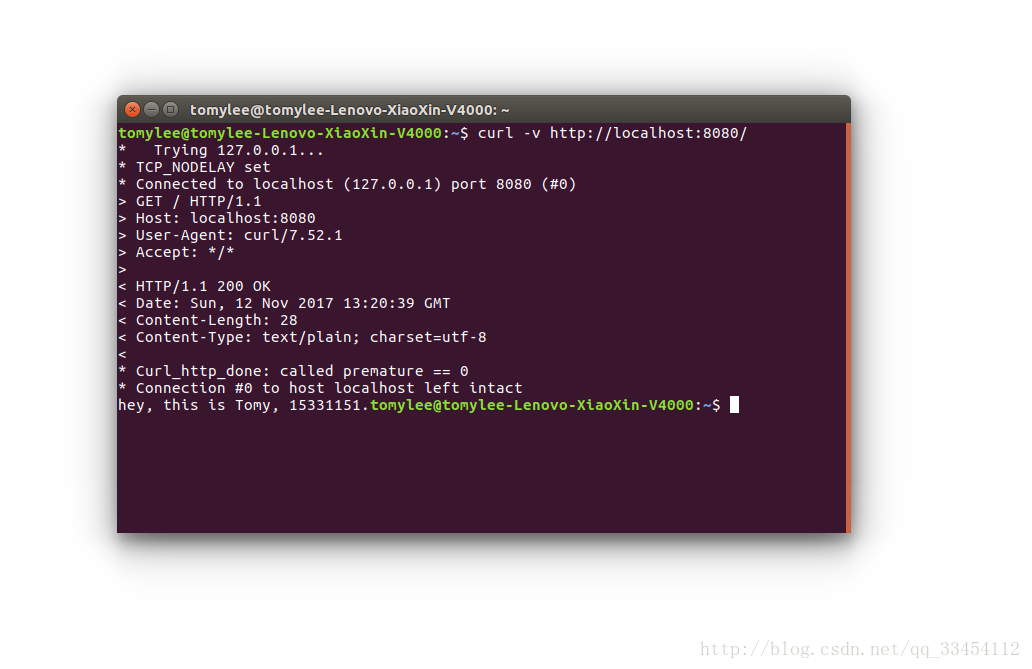 tomylee@tomylee-Lenovo-XiaoXin-V4000: ~
tomylee@tomylee-Lenovo-XiaoXin-V4000:~$ curl -v http://localhost:8080/
*   Trying 127.0.0.1...
* TCP_NODELAY set
* Connected to localhost (127.0.0.1) port 8080 (#0)
> GET / HTTP/1.1
> Host: localhost:8080
> User-Agent: curl/7.52.1
> Accept: */*
>
< HTTP/1.1 200 OK
< Date: Sun, 12 Nov 2017 13:20:39 GMT
< Content-Length: 28
< Content-Type: text/plain; charset=utf-8
<
* Curl_http_done: called premature == 0
* Connection #0 to host localhost left intact
hey, this is Tomy, 15331151.tomylee@tomylee-Lenovo-XiaoXin-V4000:~$
http://blog.csdn.net/qq_33454112